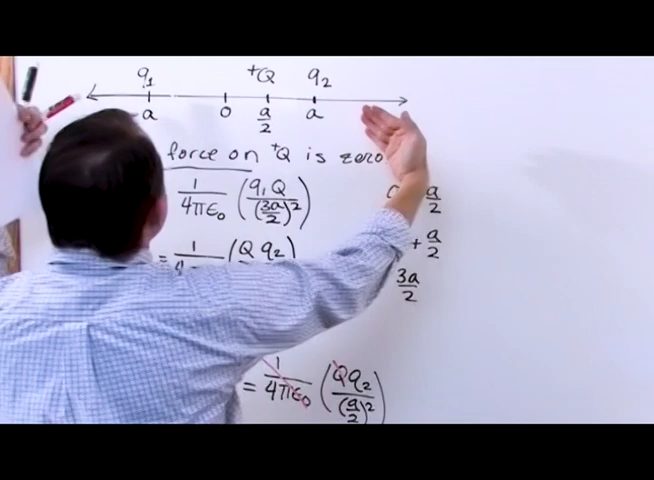 q₁ +Q q₂
-a 0 a/2 a
force on +Q is zero
1/4πε₀ (q₁Q/(3a/2)²)
a/2
= 1 (Q q₂)
+ a/2
3a/2
= 1/4πε₀ (Qq₂/(a/2)²)